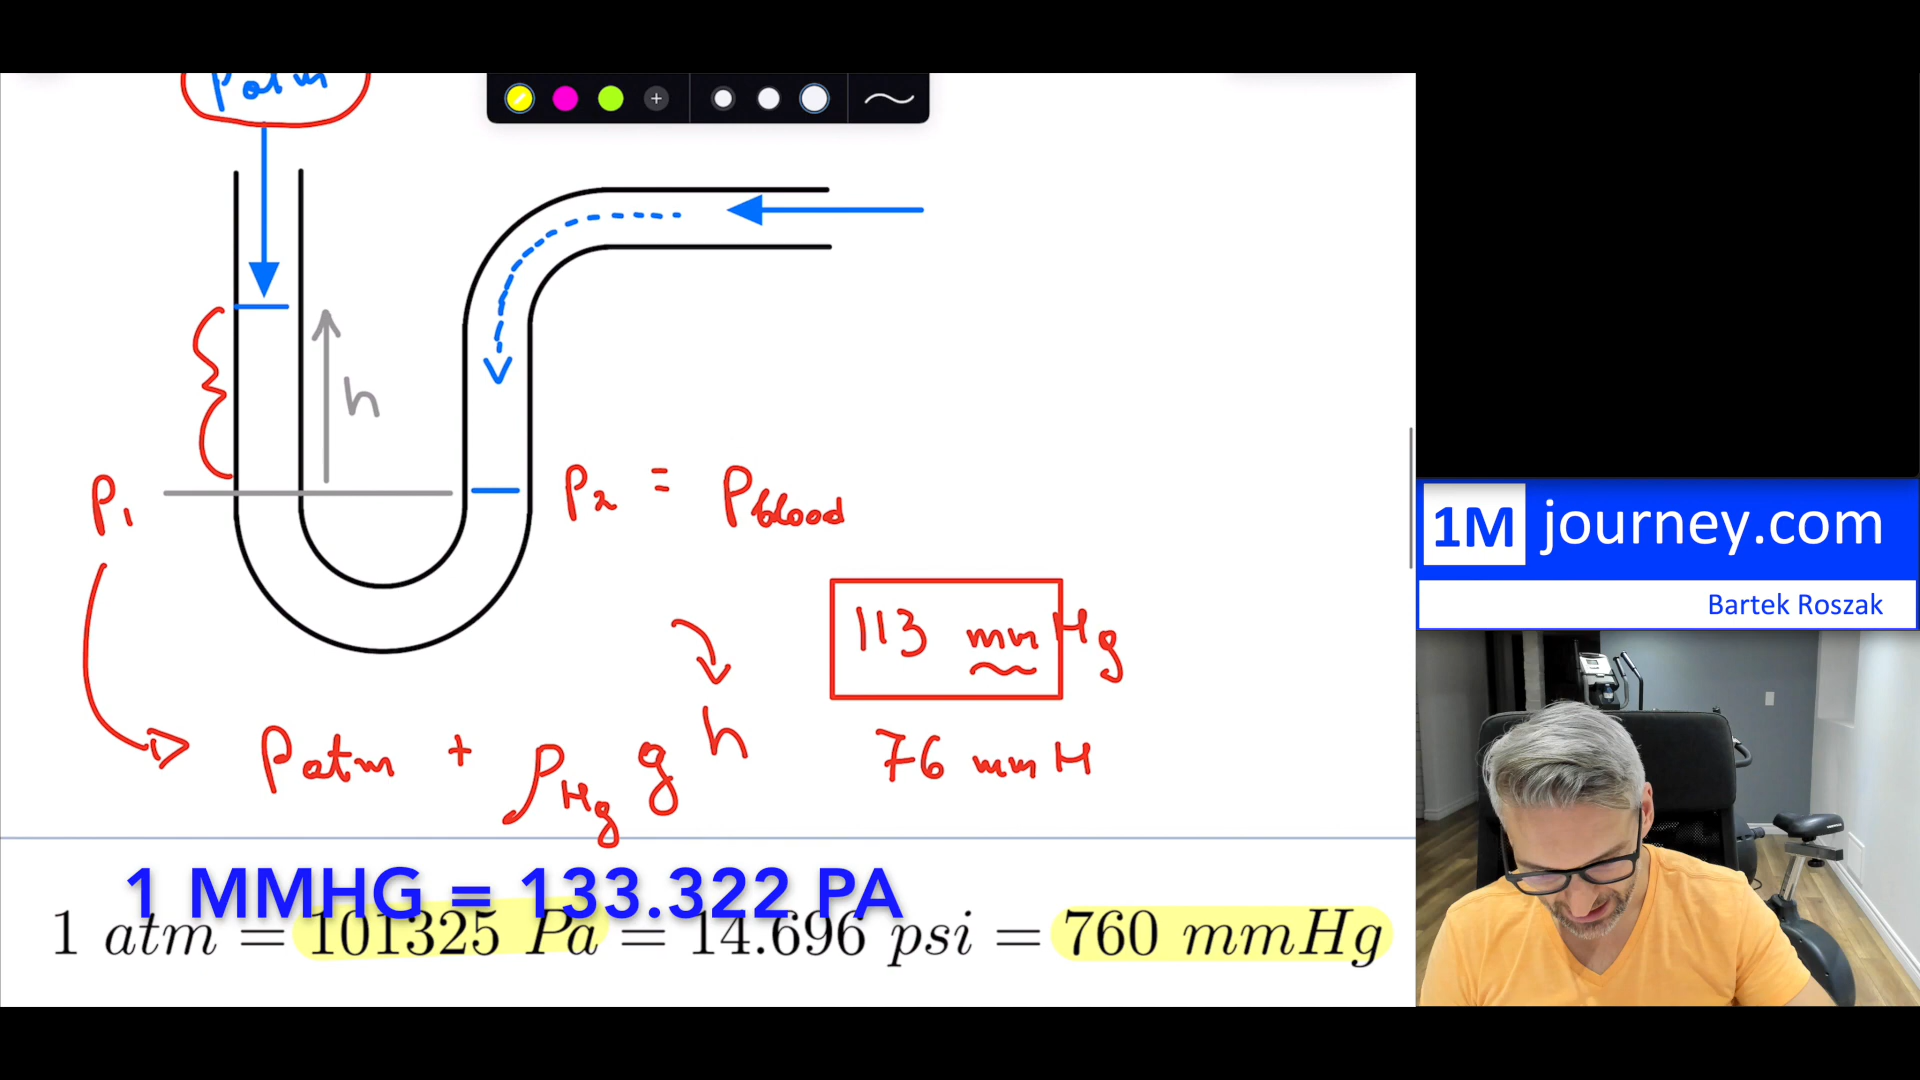 Patm
h
P1
P2 = Pblood
113 mmHg
Patm + ρHg g h
76 mmH
1 MMHG = 133.322 PA
1 atm = 101325 Pa = 14.696 psi = 760 mmHg
1M journey.com
Bartek Roszak